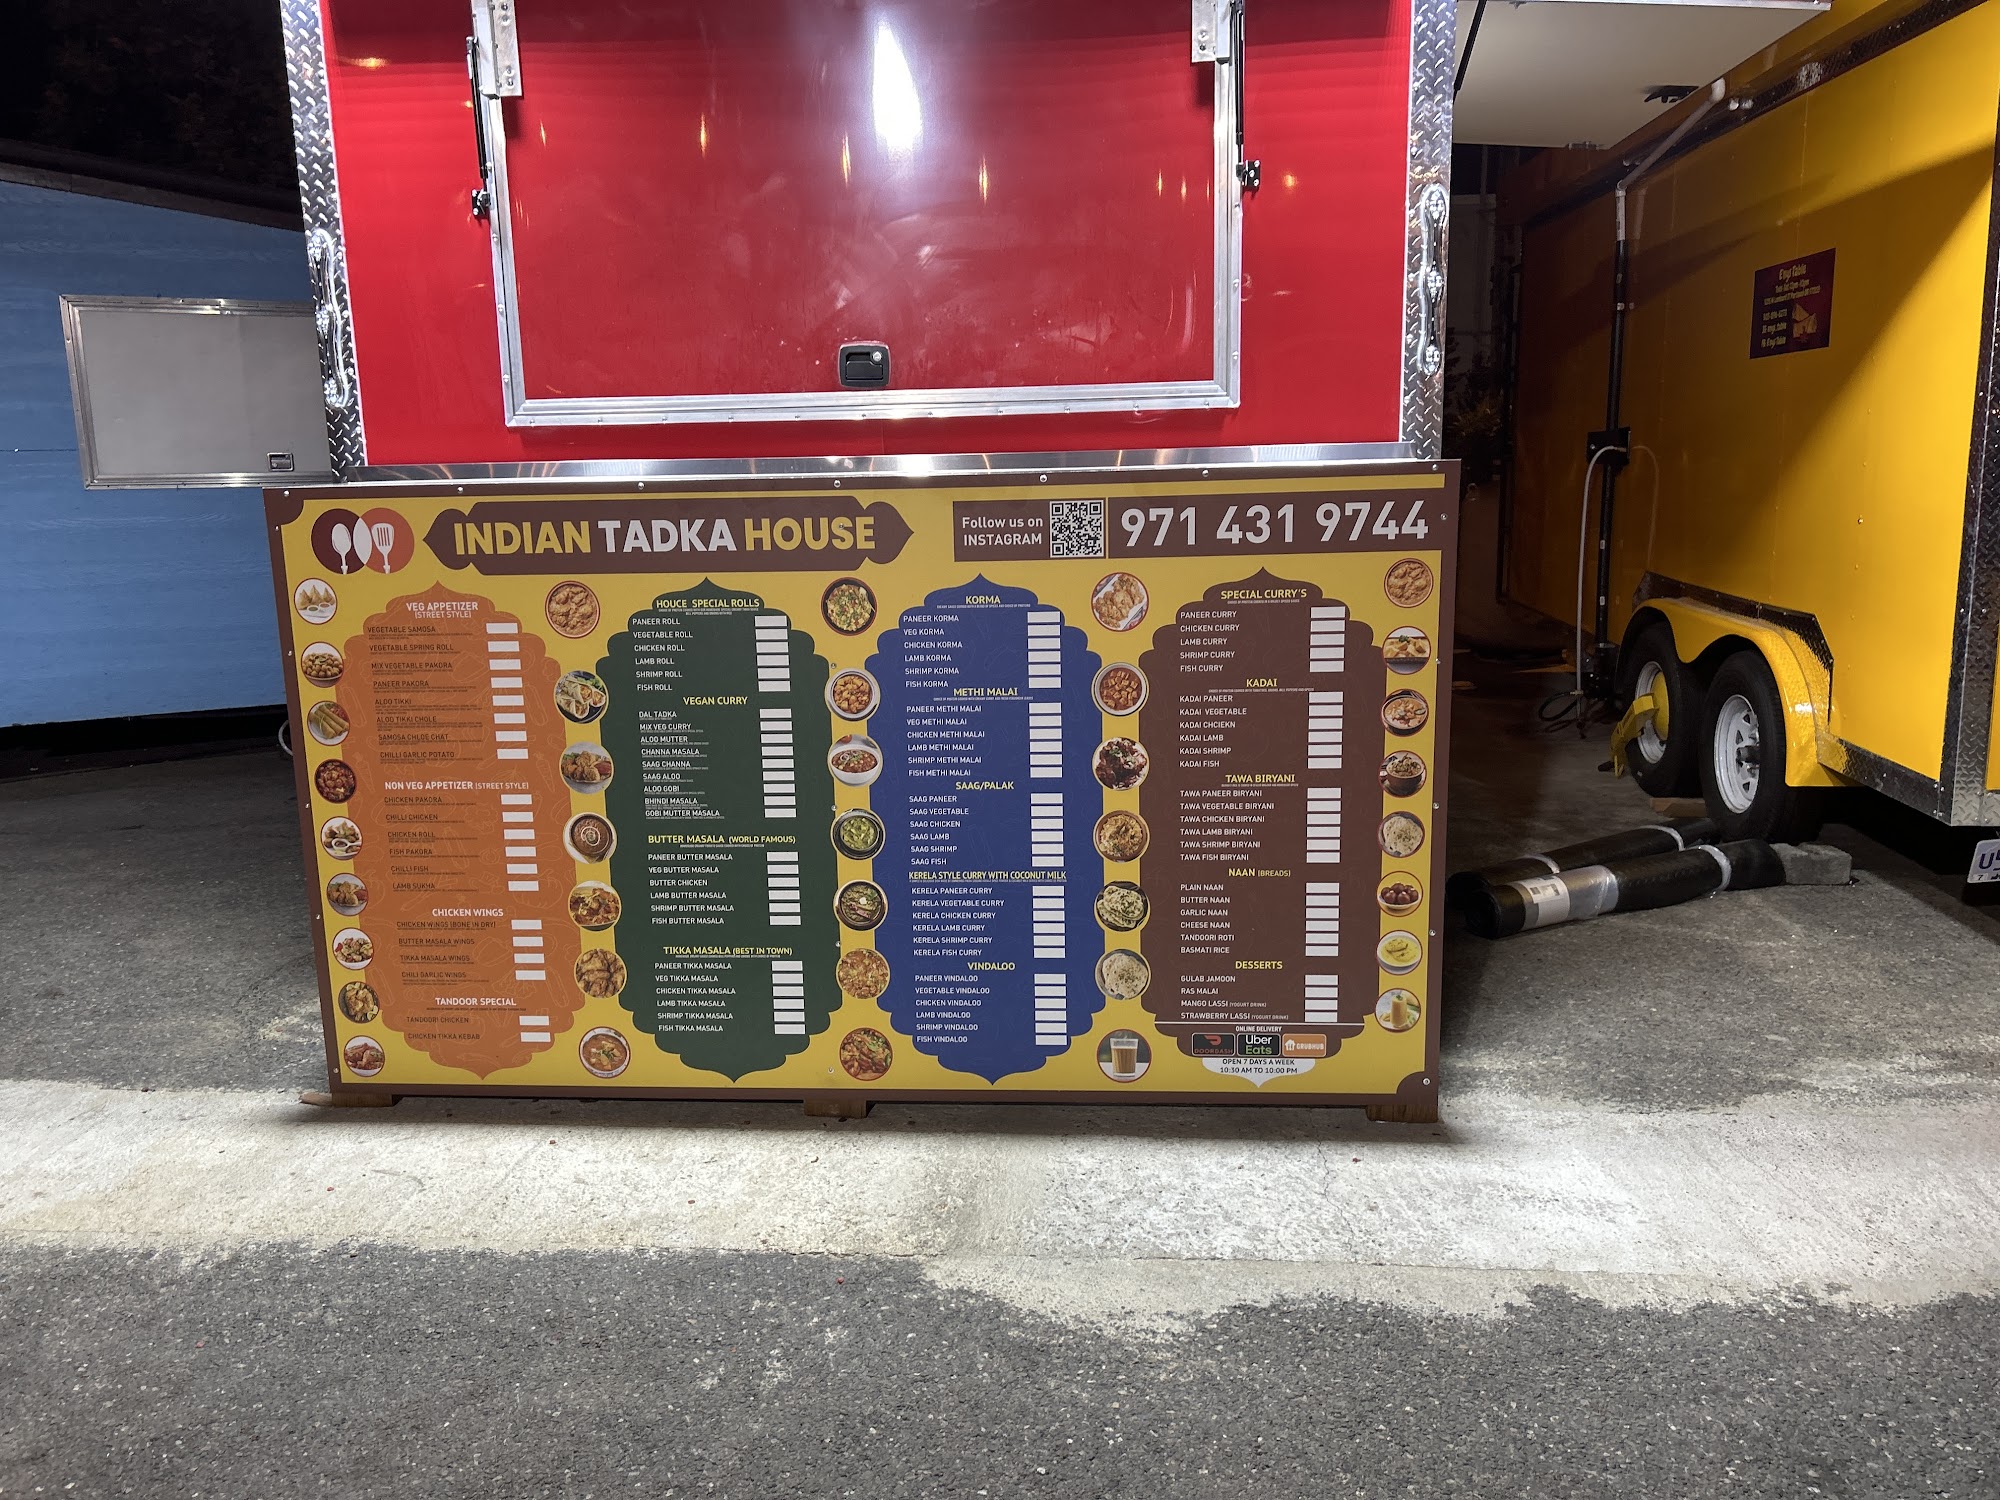 INDIAN TADKA HOUSE
Follow us on
INSTAGRAM
971 431 9744
VEG APPETIZER
(STREET STYLE)
VEGETABLE SAMOSA
VEGETABLE SPRING ROLL
MIX VEGETABLE PAKORA
PANEER PAKORA
ALOO TIKKI
ALOO TIKKI CHOLE
SAMOSA CHLOE CHAT
CHILLI GARLIC POTATO
NON VEG APPETIZER (STREET STYLE)
CHICKEN PAKORA
CHILLI CHICKEN
CHICKEN ROLL
FISH PAKORA
CHILLI FISH
LAMB SUKHA
CHICKEN WINGS
CHICKEN WINGS (BONE IN DRY)
BUTTER MASALA WINGS
TIKKA MASALA WINGS
CHILI GARLIC WINGS
TANDOOR SPECIAL
TANDOORI CHICKEN
CHICKEN TIKKA KEBAB
HOUCE SPECIAL ROLLS
PANEER ROLL
VEGETABLE ROLL
CHICKEN ROLL
LAMB ROLL
SHRIMP ROLL
FISH ROLL
VEGAN CURRY
DAL TADKA
MIX VEG CURRY
ALOO MUTTER
CHANNA MASALA
SAAG CHANNA
SAAG ALOO
ALOO GOBI
BHINDI MASALA
GOBI MUTTER MASALA
BUTTER MASALA (WORLD FAMOUS)
PANEER BUTTER MASALA
VEG BUTTER MASALA
BUTTER CHICKEN
LAMB BUTTER MASALA
SHRIMP BUTTER MASALA
FISH BUTTER MASALA
TIKKA MASALA (BEST IN TOWN)
PANEER TIKKA MASALA
VEG TIKKA MASALA
CHICKEN TIKKA MASALA
LAMB TIKKA MASALA
SHRIMP TIKKA MASALA
FISH TIKKA MASALA
KORMA
PANEER KORMA
VEG KORMA
CHICKEN KORMA
LAMB KORMA
SHRIMP KORMA
FISH KORMA
METHI MALAI
PANEER METHI MALAI
VEG METHI MALAI
CHICKEN METHI MALAI
LAMB METHI MALAI
SHRIMP METHI MALAI
FISH METHI MALAI
SAAG/PALAK
SAAG PANEER
SAAG VEGETABLE
SAAG CHICKEN
SAAG LAMB
SAAG SHRIMP
SAAG FISH
KERELA STYLE CURRY WITH COCONUT MILK
KERELA PANEER CURRY
KERELA VEGETABLE CURRY
KERELA CHICKEN CURRY
KERELA LAMB CURRY
KERELA SHRIMP CURRY
KERELA FISH CURRY
VINDALOO
PANEER VINDALOO
VEGETABLE VINDALOO
CHICKEN VINDALOO
LAMB VINDALOO
SHRIMP VINDALOO
FISH VINDALOO
SPECIAL CURRY'S
PANEER CURRY
CHICKEN CURRY
LAMB CURRY
SHRIMP CURRY
FISH CURRY
KADAI
KADAI PANEER
KADAI VEGETABLE
KADAI CHCIEKN
KADAI LAMB
KADAI SHRIMP
KADAI FISH
TAWA BIRYANI
TAWA PANEER BIRYANI
TAWA VEGETABLE BIRYANI
TAWA CHICKEN BIRYANI
TAWA LAMB BIRYANI
TAWA SHRIMP BIRYANI
TAWA FISH BIRYANI
NAAN (BREADS)
PLAIN NAAN
BUTTER NAAN
GARLIC NAAN
CHEESE NAAN
TANDOORI ROTI
BASMATI RICE
DESSERTS
GULAB JAMOON
RAS MALAI
MANGO LASSI (YOGURT DRINK)
STRAWBERRY LASSI (YOGURT DRINK)
ONLINE DELIVERY
DOORDASH
Uber
Eats
GRUBHUB
OPEN 7 DAYS A WEEK
10:30 AM TO 10:00 PM